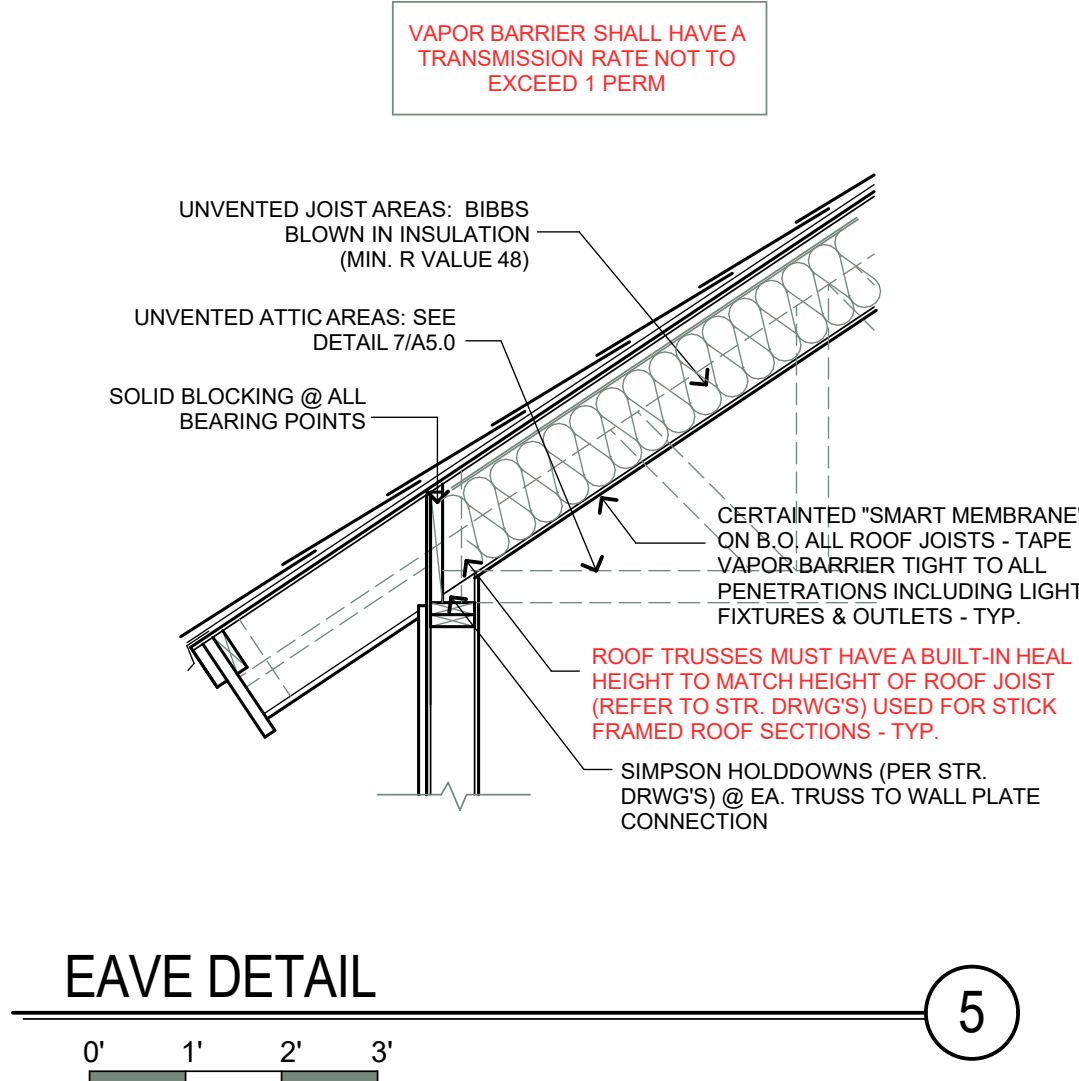 VAPOR BARRIER SHALL HAVE A
TRANSMISSION RATE NOT TO
EXCEED 1 PERM
UNVENTED JOIST AREAS: BIBBS
BLOWN IN INSULATION
(MIN. R VALUE 48)
UNVENTED ATTIC AREAS: SEE
DETAIL 7/A5.0
SOLID BLOCKING @ ALL
BEARING POINTS
CERTAINTED "SMART MEMBRANE"
ON B.O. ALL ROOF JOISTS - TAPE
VAPOR BARRIER TIGHT TO ALL
PENETRATIONS INCLUDING LIGHT
FIXTURES & OUTLETS - TYP.
ROOF TRUSSES MUST HAVE A BUILT-IN HEAL
HEIGHT TO MATCH HEIGHT OF ROOF JOIST
(REFER TO STR. DRWG'S) USED FOR STICK
FRAMED ROOF SECTIONS - TYP.
SIMPSON HOLDDOWNS (PER STR.
DRWG'S) @ EA. TRUSS TO WALL PLATE
CONNECTION
EAVE DETAIL
5
0' 1' 2' 3'